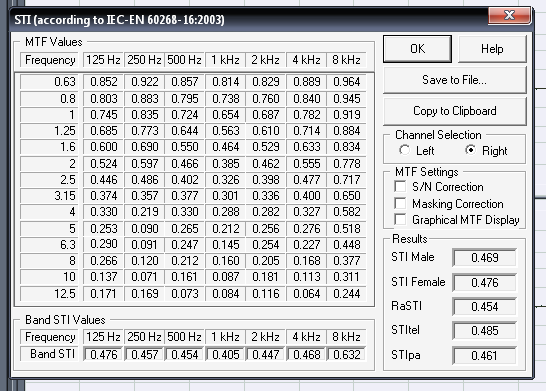 STI (according to IEC-EN 60268-16:2003)
MTF Values
Frequency 125 Hz 250 Hz 500 Hz 1 kHz 2 kHz 4 kHz 8 kHz
0.63 0.852 0.922 0.857 0.814 0.829 0.889 0.964
0.8 0.803 0.883 0.795 0.738 0.760 0.840 0.945
1 0.745 0.835 0.724 0.654 0.687 0.782 0.919
1.25 0.685 0.773 0.644 0.563 0.610 0.714 0.884
1.6 0.600 0.690 0.550 0.464 0.529 0.633 0.834
2 0.524 0.597 0.466 0.385 0.462 0.555 0.778
2.5 0.446 0.486 0.402 0.326 0.398 0.477 0.717
3.15 0.374 0.357 0.377 0.301 0.336 0.400 0.650
4 0.330 0.219 0.330 0.288 0.282 0.327 0.582
5 0.253 0.090 0.265 0.212 0.256 0.276 0.518
6.3 0.290 0.091 0.247 0.145 0.254 0.227 0.448
8 0.266 0.120 0.212 0.160 0.205 0.168 0.377
10 0.137 0.071 0.161 0.087 0.181 0.113 0.311
12.5 0.171 0.169 0.073 0.084 0.116 0.064 0.244
Band STI Values
Frequency 125 Hz 250 Hz 500 Hz 1 kHz 2 kHz 4 kHz 8 kHz
Band STI 0.476 0.457 0.454 0.405 0.447 0.468 0.632
OK Help
Save to File...
Copy to Clipboard
Channel Selection
Left Right
MTF Settings
S/N Correction
Masking Correction
Graphical MTF Display
Results
STI Male 0.469
STI Female 0.476
RaSTI 0.454
STItel 0.485
STIpa 0.461